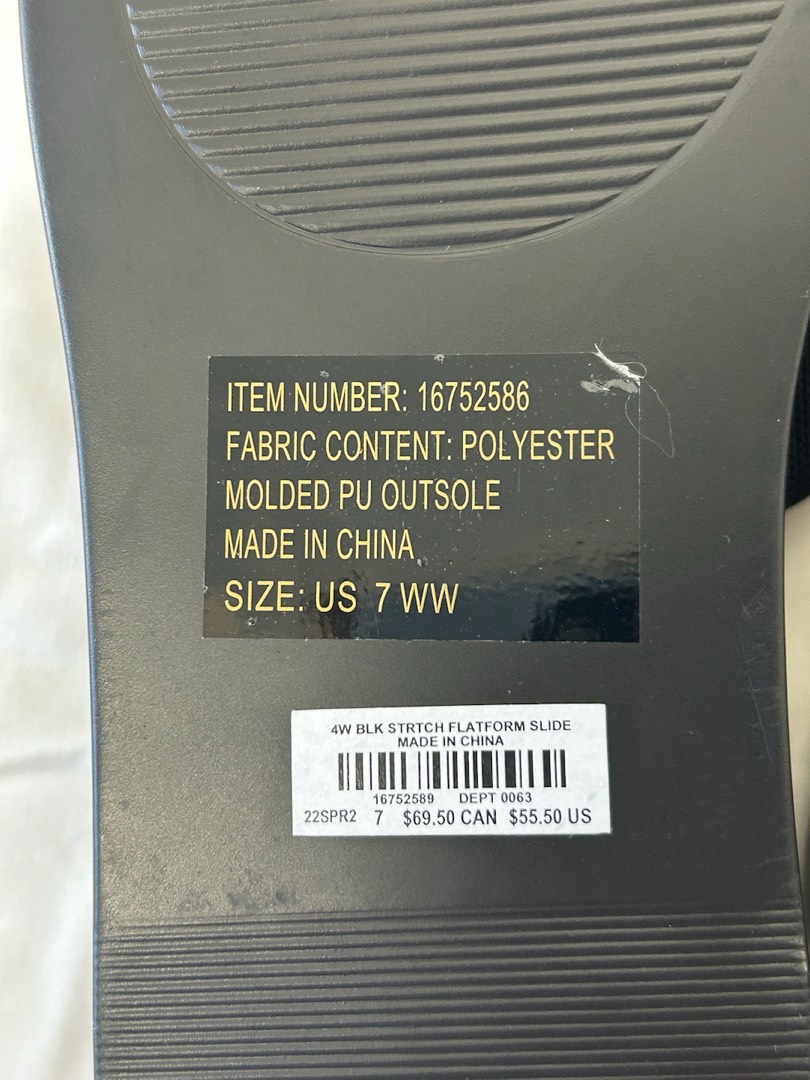 ITEM NUMBER: 16752586
FABRIC CONTENT: POLYESTER
MOLDED PU OUTSOLE
MADE IN CHINA
SIZE: US 7 WW
4W BLK STRTCH FLATFORM SLIDE
MADE IN CHINA
16752589 DEPT 0063
22SPR2 7 $69.50 CAN $55.50 US